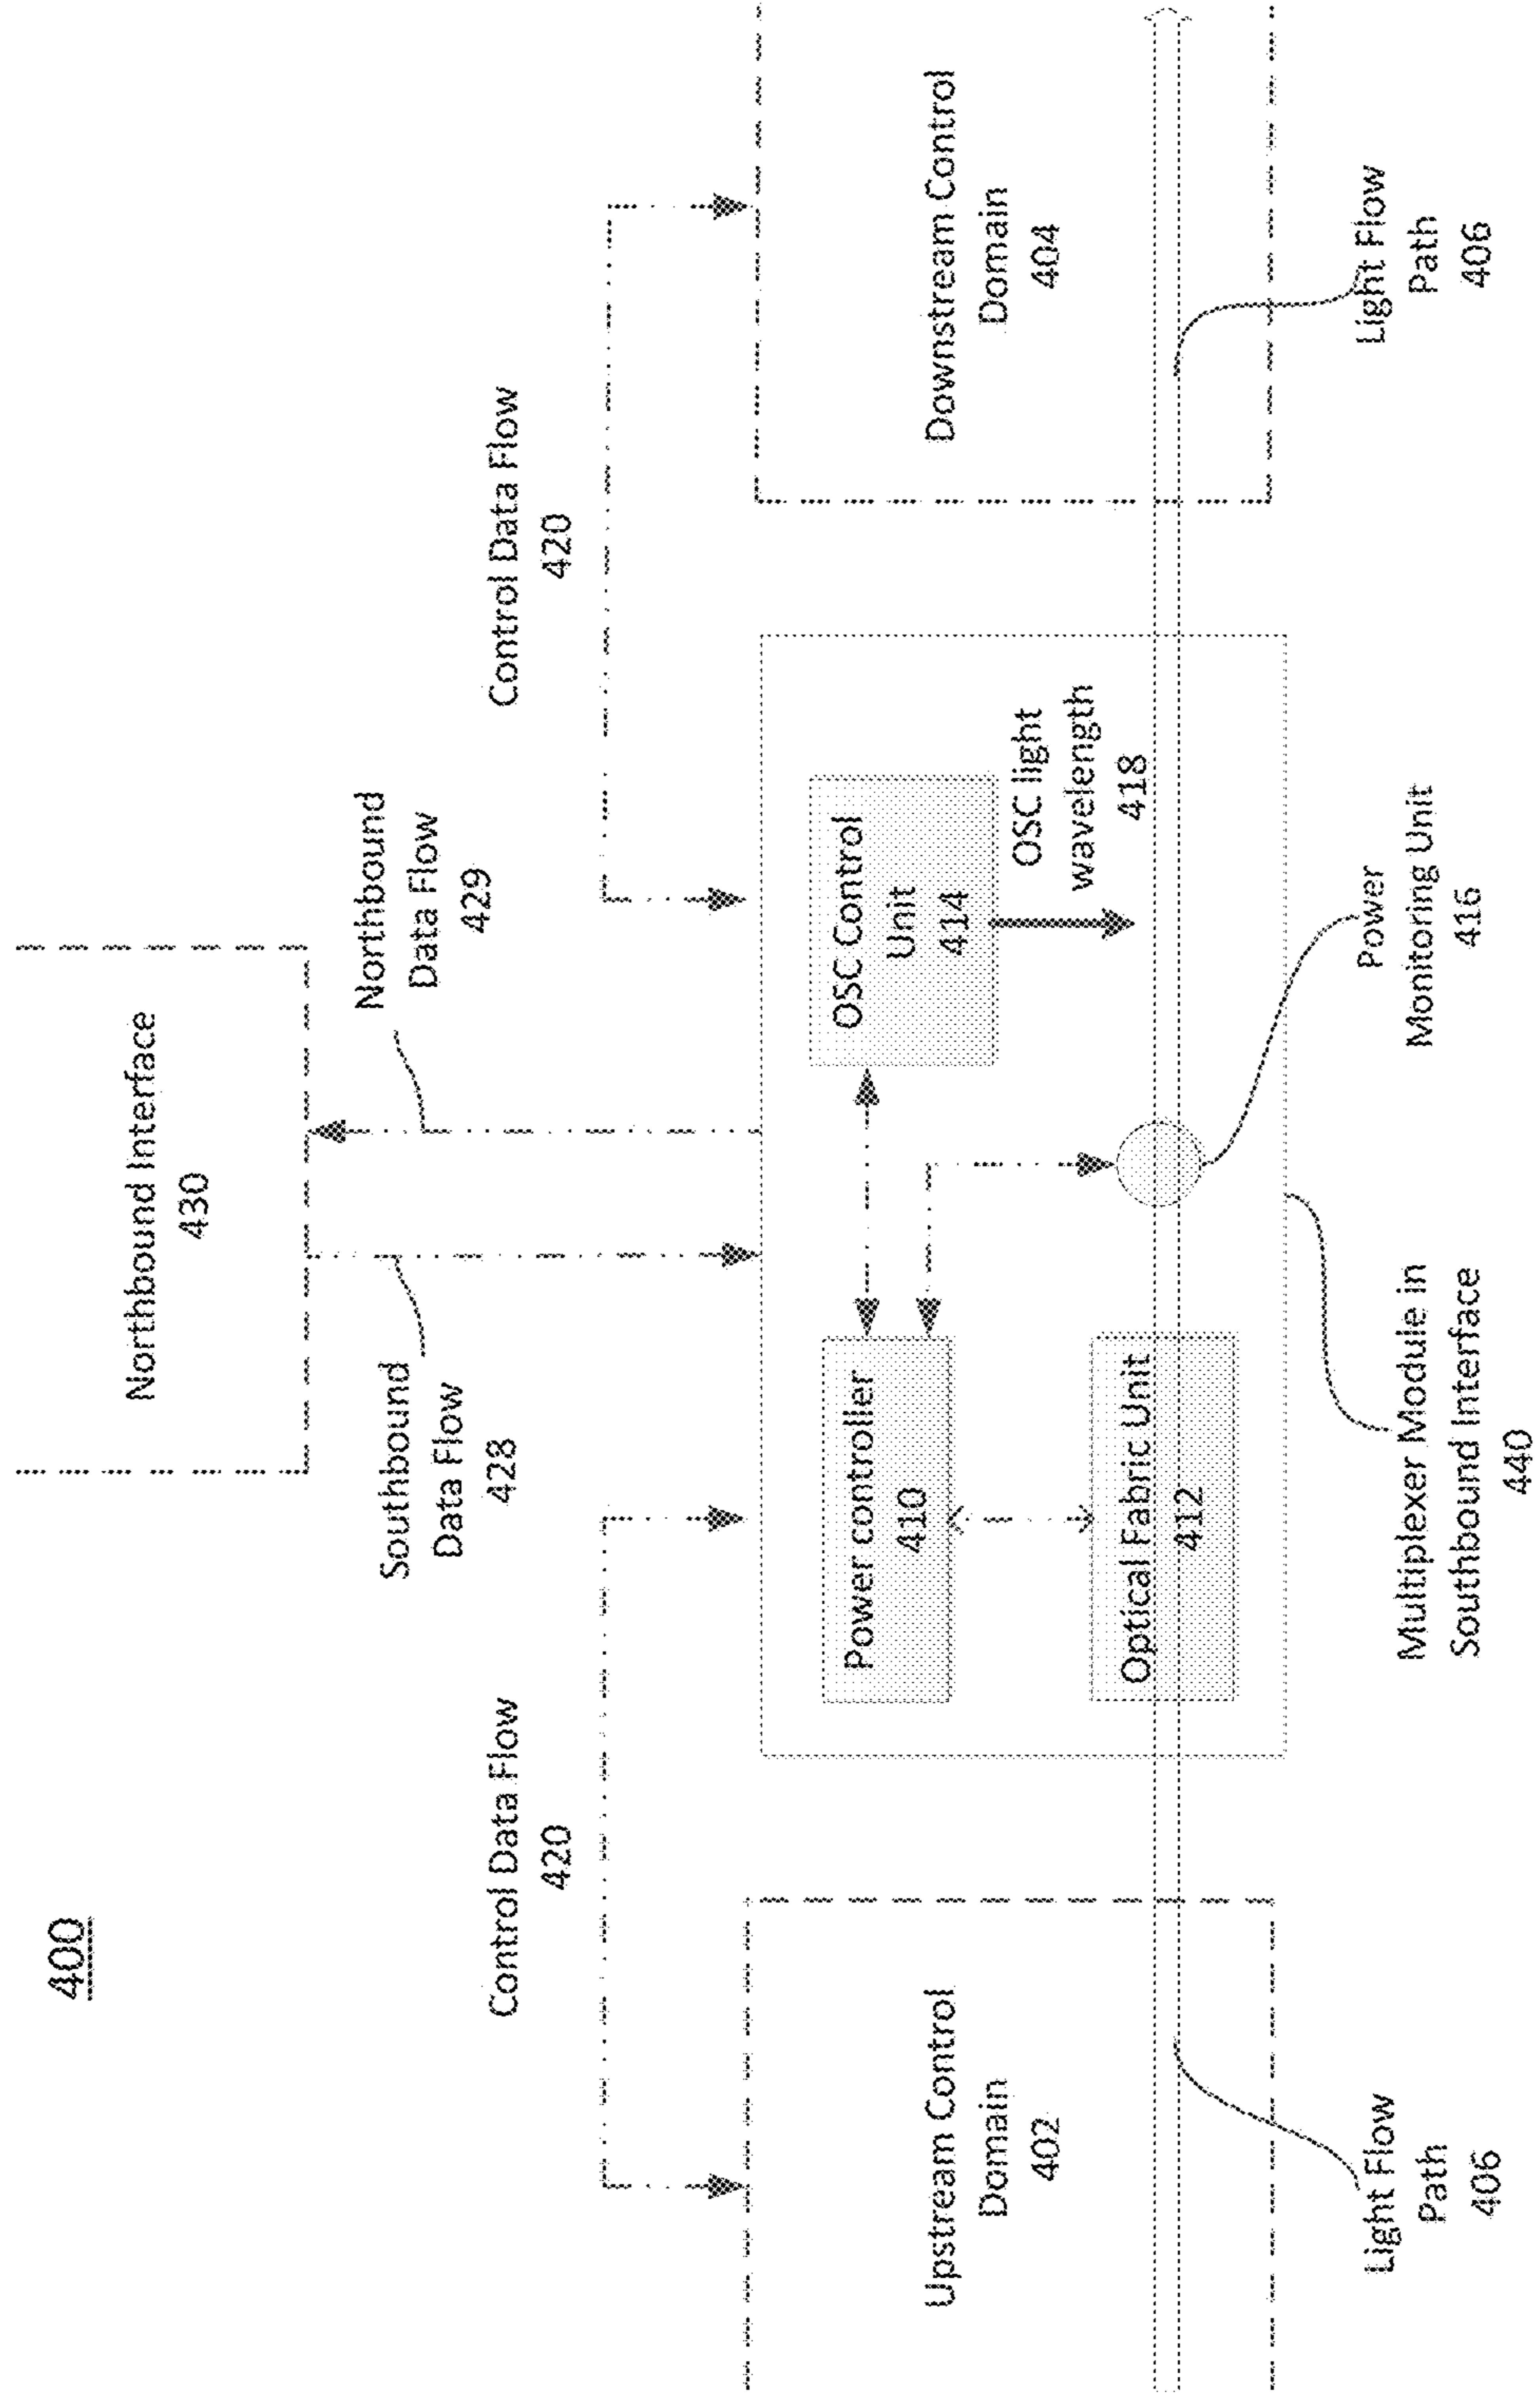 400
Northbound Interface
430
Southbound
Data Flow
428
Northbound
Data Flow
429
Control Data Flow
420
Control Data Flow
420
Upstream Control
Domain
402
Power controller
410
OSC Control
Unit
414
OSC light
wavelength
418
Optical Fabric Unit
412
Downstream Control
Domain
404
Light Flow
Path
406
Multiplexer Module in
Southbound Interface
440
Power
Monitoring Unit
416
Light Flow
Path
406